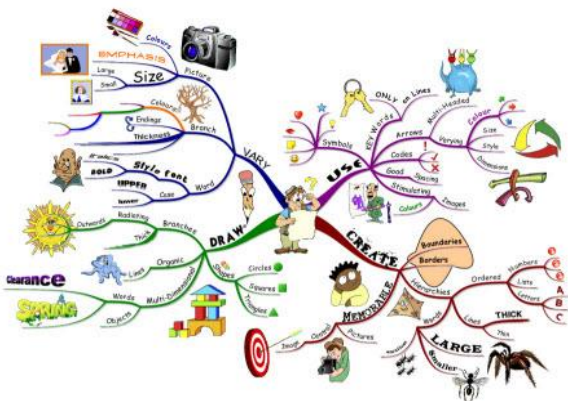 VARY
Picture
Colours
EMPHASIS
Size
Large
Small
Branch
Colours
Endings
Thickness
Word
Style font
BOLD
Case
UPPER
lower
USE
KEY Words
ONLY
on Lines
Symbols
Arrows
Varying
Multi-Headed
Colour
Size
Style
Dimensions
Codes
Good
Spacing
Stimulating
Images
Colours
DRAW
Branches
Radiating
Outwards
Thick
Organic
Lines
Shapes
Circles
Squares
Triangles
Multi-Dimensional
Words
Clearance
SPRING
Objects
CREATE
Boundaries
Borders
Hierarchies
Ordered
Numbers
Lists
Letters
A
B
C
Lines
THICK
Thin
Words
LARGE
Smaller
MEMORABLE
Central
Image
Pictures